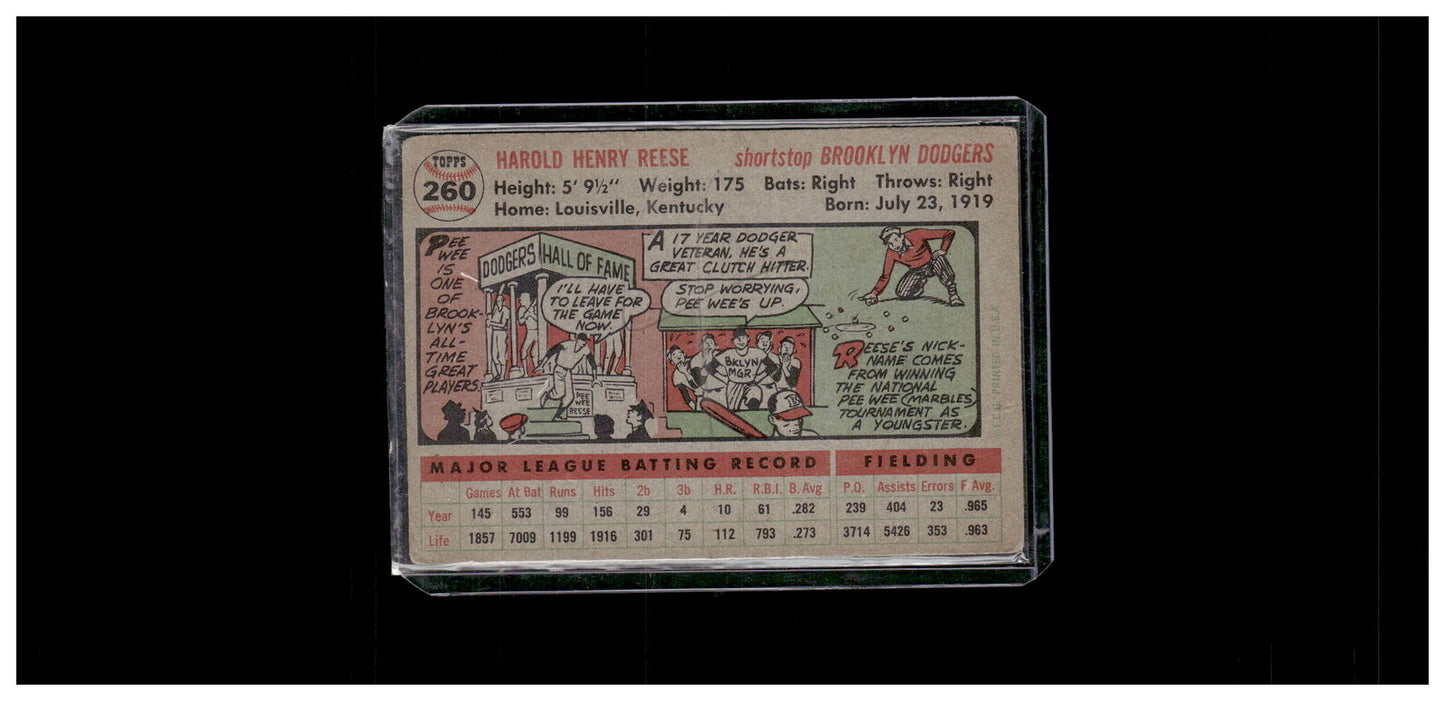 TOPPS
260
HAROLD HENRY REESE shortstop BROOKLYN DODGERS
Height: 5' 9½" Weight: 175 Bats: Right Throws: Right
Home: Louisville, Kentucky Born: July 23, 1919
PEE
WEE
IS
ONE
OF
BROOK-
LYN'S
ALL-
TIME
GREAT
PLAYERS.
DODGERS HALL OF FAME
I'LL HAVE
TO LEAVE FOR
THE GAME
NOW.
PEE
WEE
REESE
A 17 YEAR DODGER
VETERAN, HE'S A
GREAT CLUTCH HITTER.
STOP WORRYING,
PEE WEE'S UP.
BKLYN
MGR
B
REESE'S NICK-
NAME COMES
FROM WINNING
THE NATIONAL
PEE WEE (MARBLES)
TOURNAMENT AS
A YOUNGSTER.
T.C.G. PRINTED IN U.S.A.
MAJOR LEAGUE BATTING RECORD FIELDING
Games At Bat Runs Hits 2b 3b H.R. R.B.I. B. Avg P.O. Assists Errors F Avg.
Year 145 553 99 156 29 4 10 61 .282 239 404 23 .965
Life 1857 7009 1199 1916 301 75 112 793 .273 3714 5426 353 .963